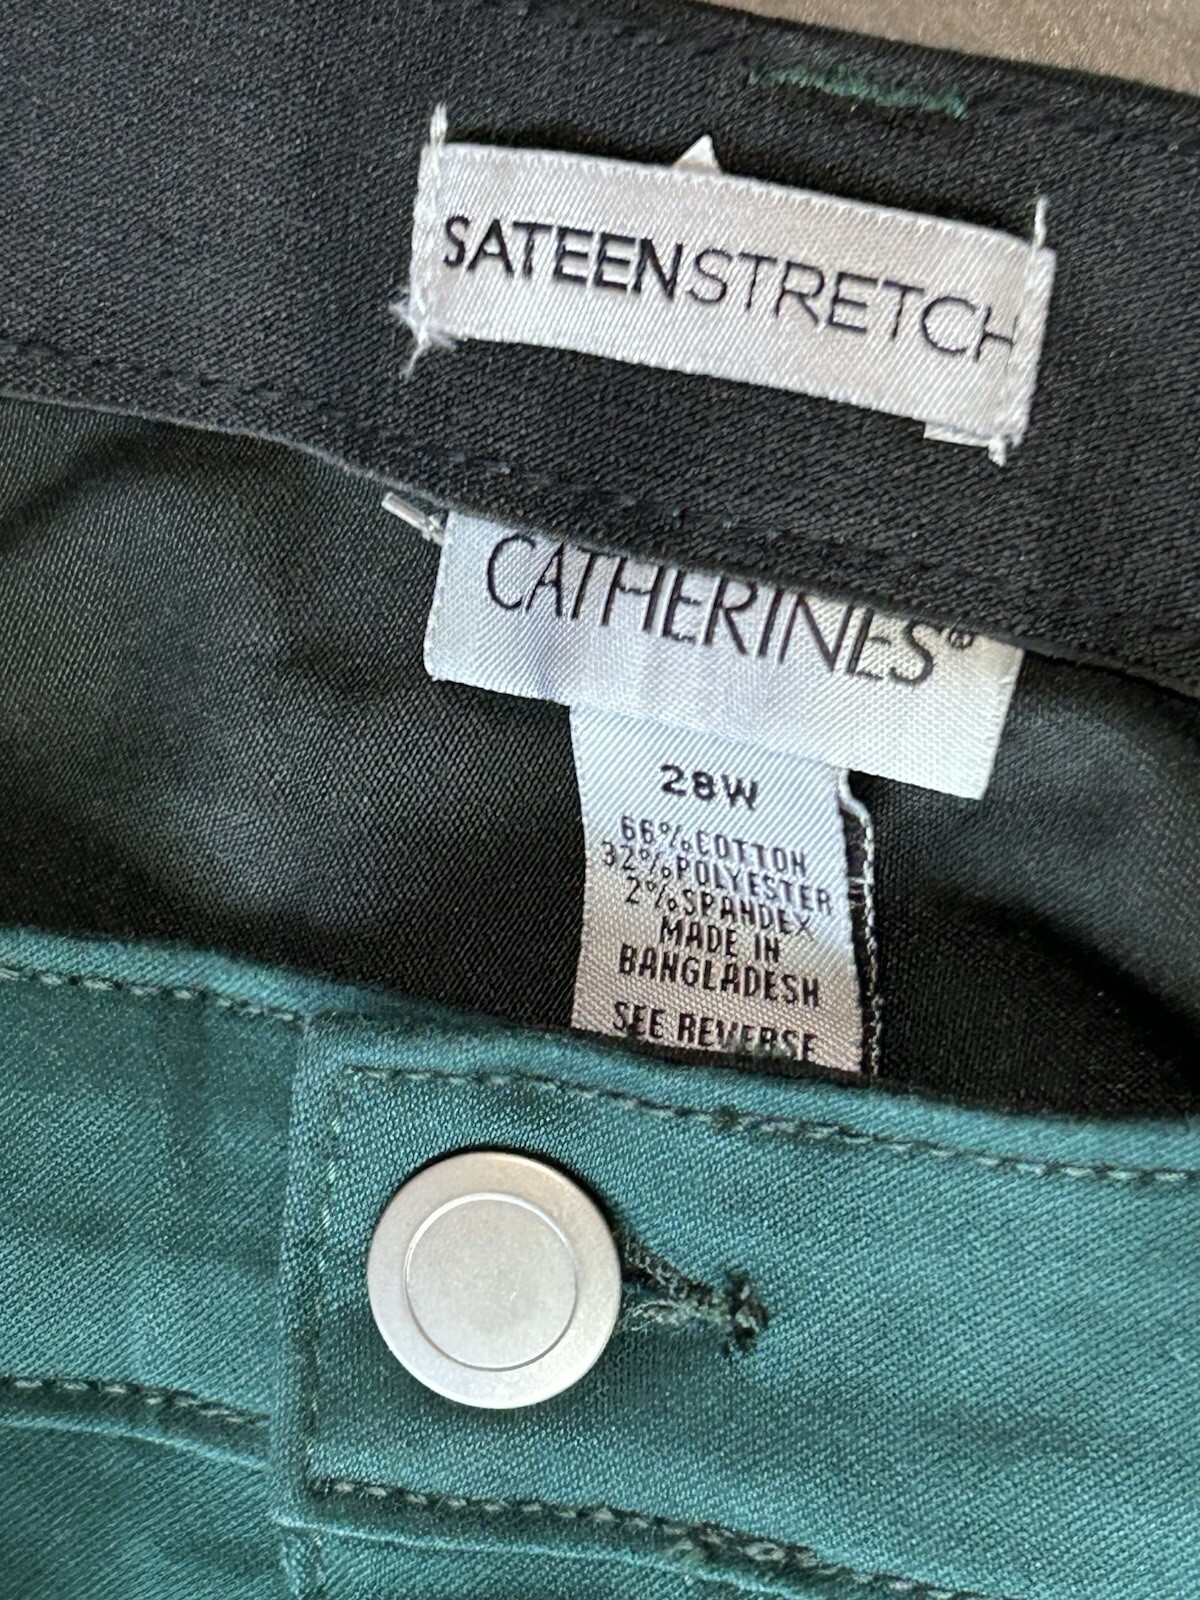 SATEENSTRETCH
CATHERINES®
28W
66% COTTON
32% POLYESTER
2% SPANDEX
MADE IN
BANGLADESH
SEE REVERSE